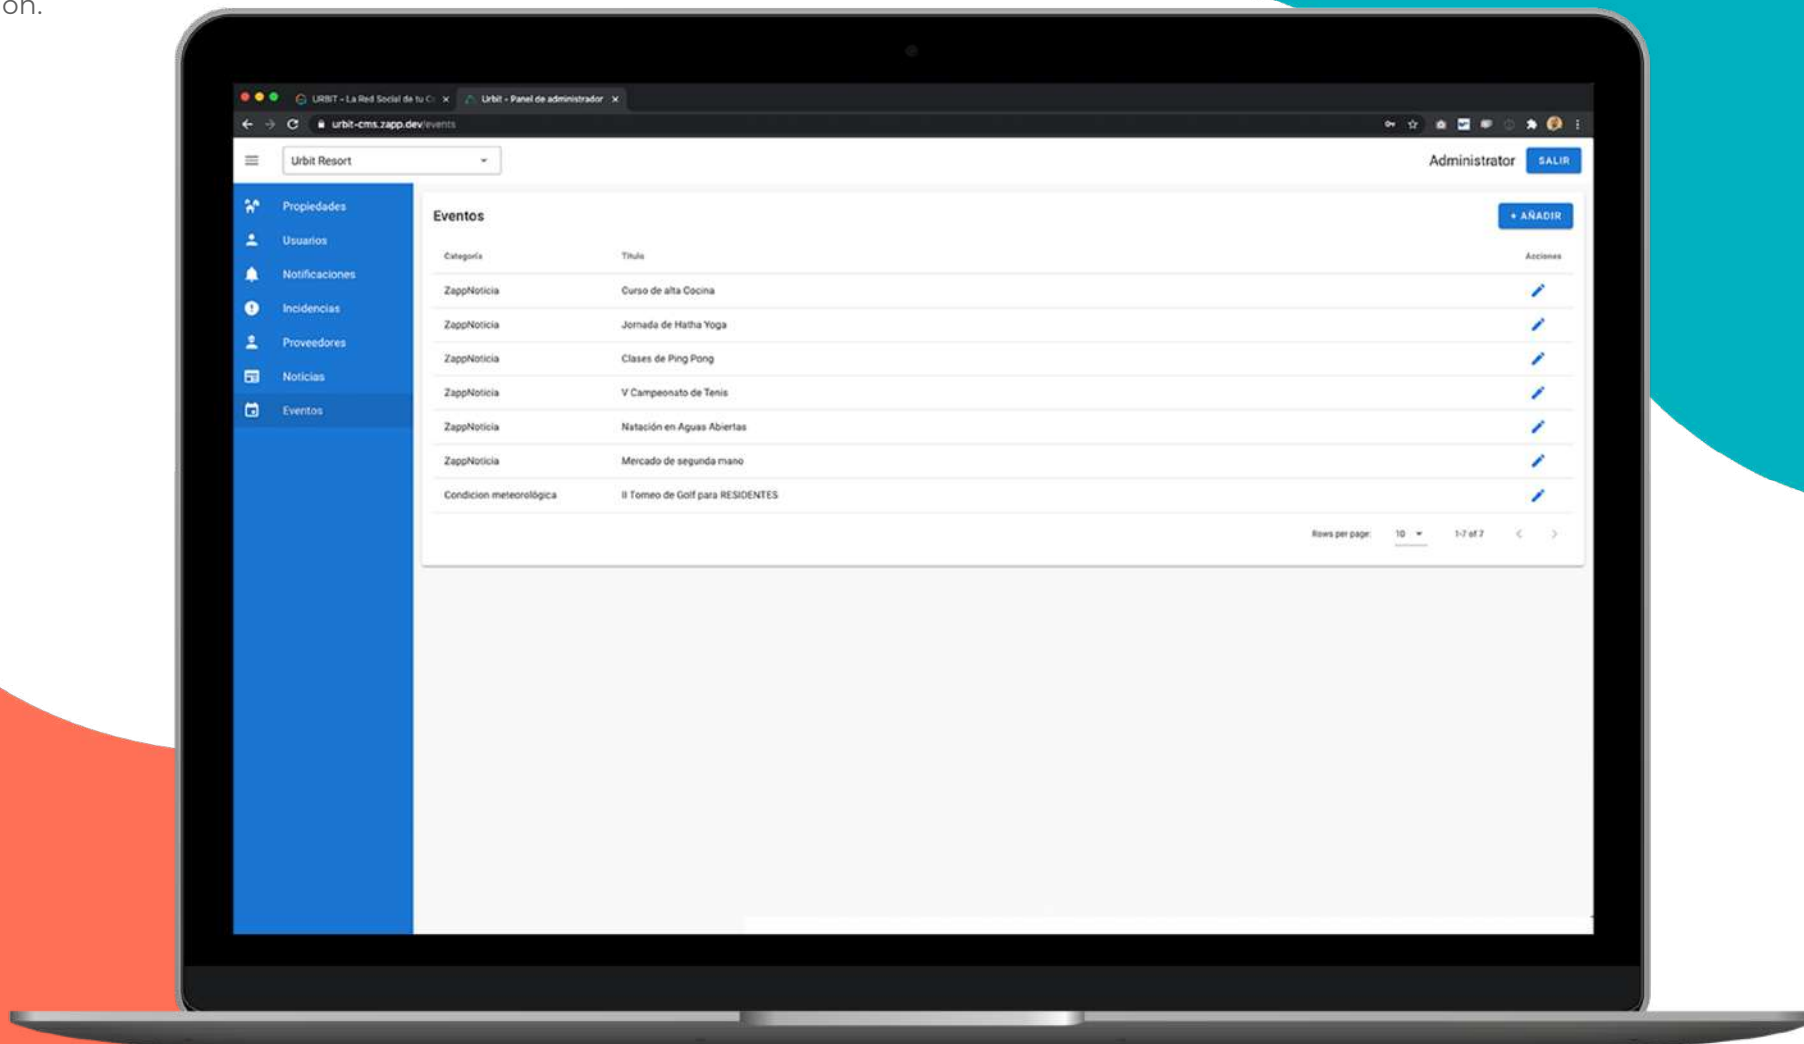 ón.
URBIT - La Red Social de tu C
Urbit - Panel de administrador
urbit-cms.zapp.dev/events
Urbit Resort
Administrator
SALIR
Propiedades
Usuarios
Notificaciones
Incidencias
Proveedores
Noticias
Eventos
Eventos
+ AÑADIR
Categoría Título Acciones
ZappNoticia Curso de alta Cocina
ZappNoticia Jornada de Hatha Yoga
ZappNoticia Clases de Ping Pong
ZappNoticia V Campeonato de Tenis
ZappNoticia Natación en Aguas Abiertas
ZappNoticia Mercado de segunda mano
Condicion meteorológica II Torneo de Golf para RESIDENTES
Rows per page: 10 1-7 of 7